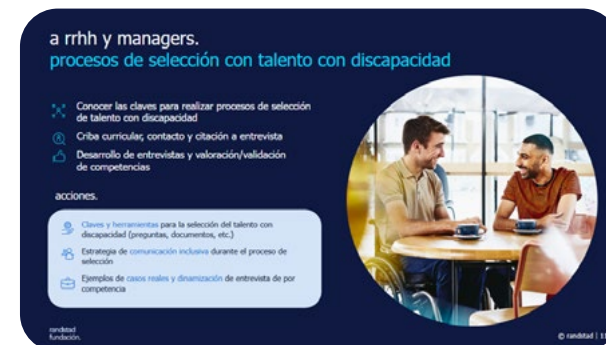 a rrhh y managers.
procesos de selección con talento con discapacidad
Conocer las claves para realizar procesos de selección
de talento con discapacidad
Criba curricular, contacto y citación a entrevista
Desarrollo de entrevistas y valoración/validación
de competencias
acciones.
Claves y herramientas para la selección del talento con
discapacidad (preguntas, documentos, etc.)
Estrategia de comunicación inclusiva durante el proceso de
selección
Ejemplos de casos reales y dinamización de entrevista de por
competencia
randstad
fundación.
© randstad | 11